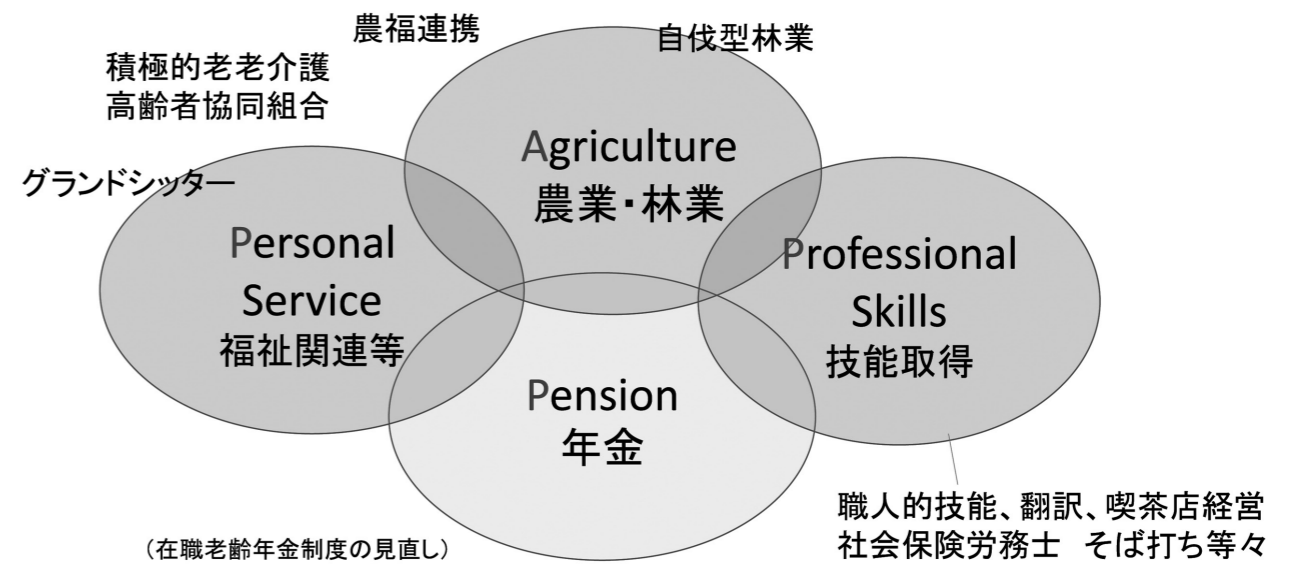 農福連携
自伐型林業
積極的老老介護
高齢者協同組合
グランドシッター
Agriculture
農業・林業
Personal
Service
福祉関連等
Professional
Skills
技能取得
Pension
年金
職人的技能、翻訳、喫茶店経営
社会保険労務士　そば打ち等々
（在職老齢年金制度の見直し）